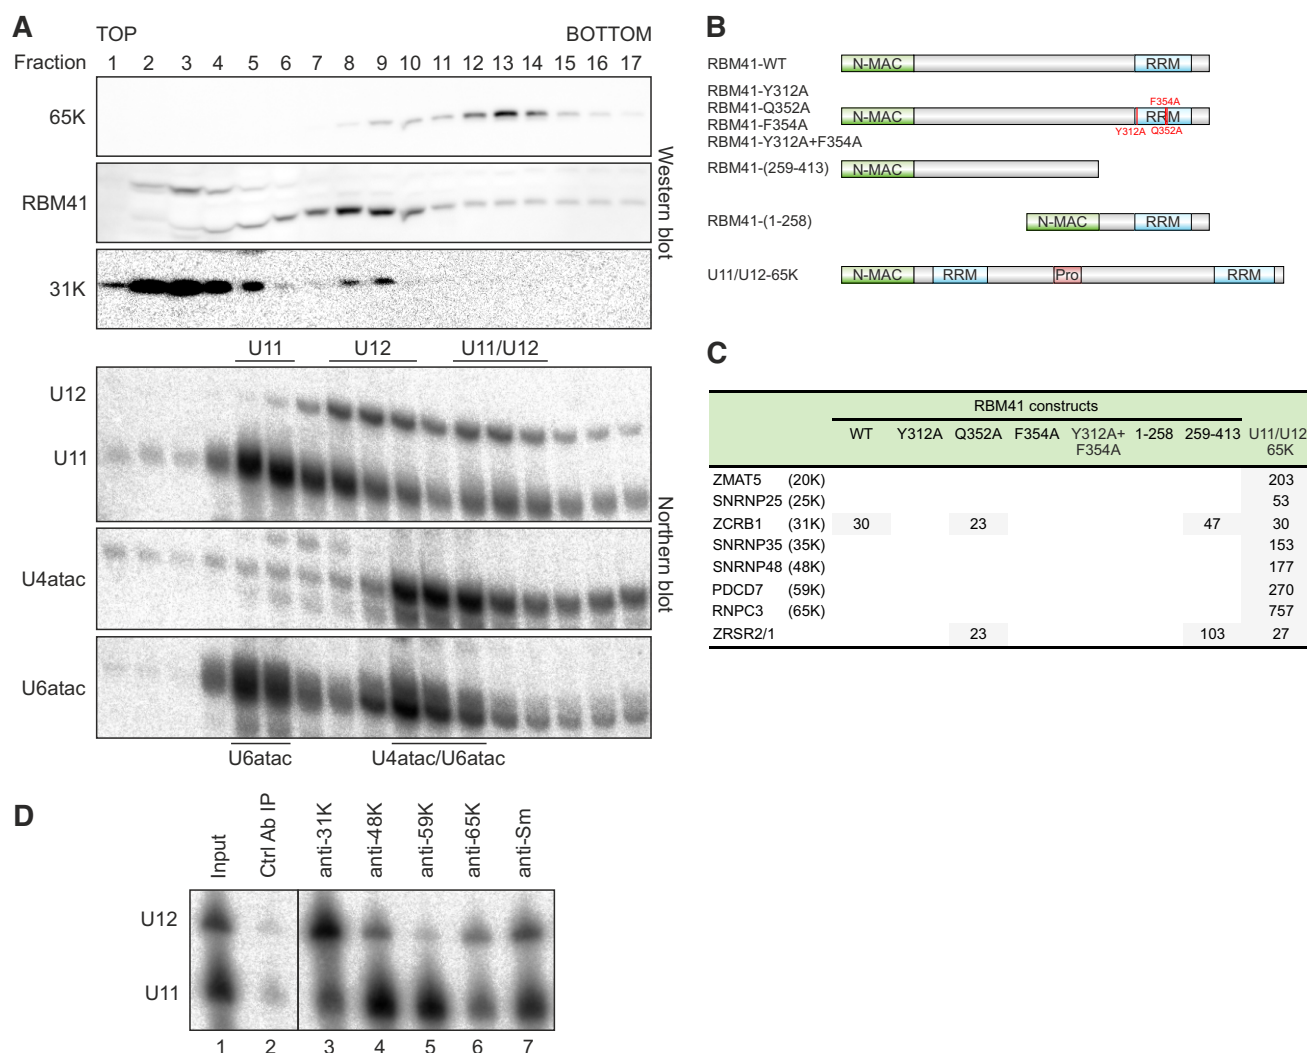 A
TOP BOTTOM
Fraction 1 2 3 4 5 6 7 8 9 10 11 12 13 14 15 16 17
65K
RBM41
31K
Western blot
U11 U12 U11/U12
U12
U11
U4atac
U6atac
Northern blot
U6atac U4atac/U6atac
B
RBM41-WT N-MAC RRM
RBM41-Y312A
RBM41-Q352A
RBM41-F354A
RBM41-Y312A+F354A
N-MAC RRM
F354A
Y312A Q352A
RBM41-(259-413) N-MAC
RBM41-(1-258) N-MAC RRM
U11/U12-65K N-MAC RRM Pro RRM
C
RBM41 constructs
WT Y312A Q352A F354A Y312A+ F354A 1-258 259-413 U11/U12 65K
ZMAT5 (20K) 203
SNRNP25 (25K) 53
ZCRB1 (31K) 30 23 47 30
SNRNP35 (35K) 153
SNRNP48 (48K) 177
PDCD7 (59K) 270
RNPC3 (65K) 757
ZRSR2/1 23 103 27
D
Input Ctrl Ab IP anti-31K anti-48K anti-59K anti-65K anti-Sm
U12
U11
1 2 3 4 5 6 7